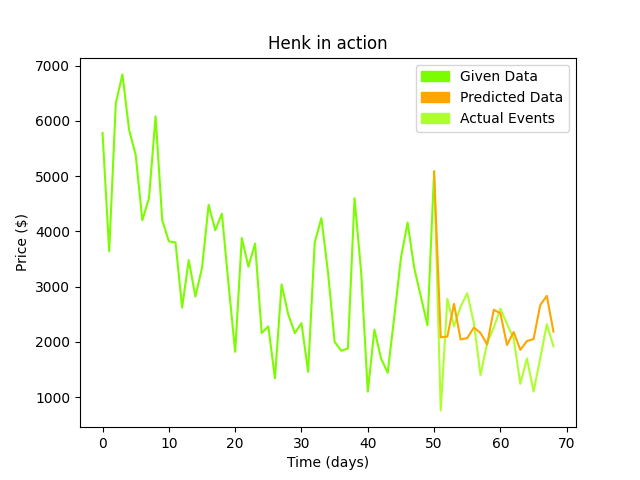 Henk in action
Given Data
Predicted Data
Actual Events
Price ($)
7000
6000
5000
4000
3000
2000
1000
0 10 20 30 40 50 60 70
Time (days)